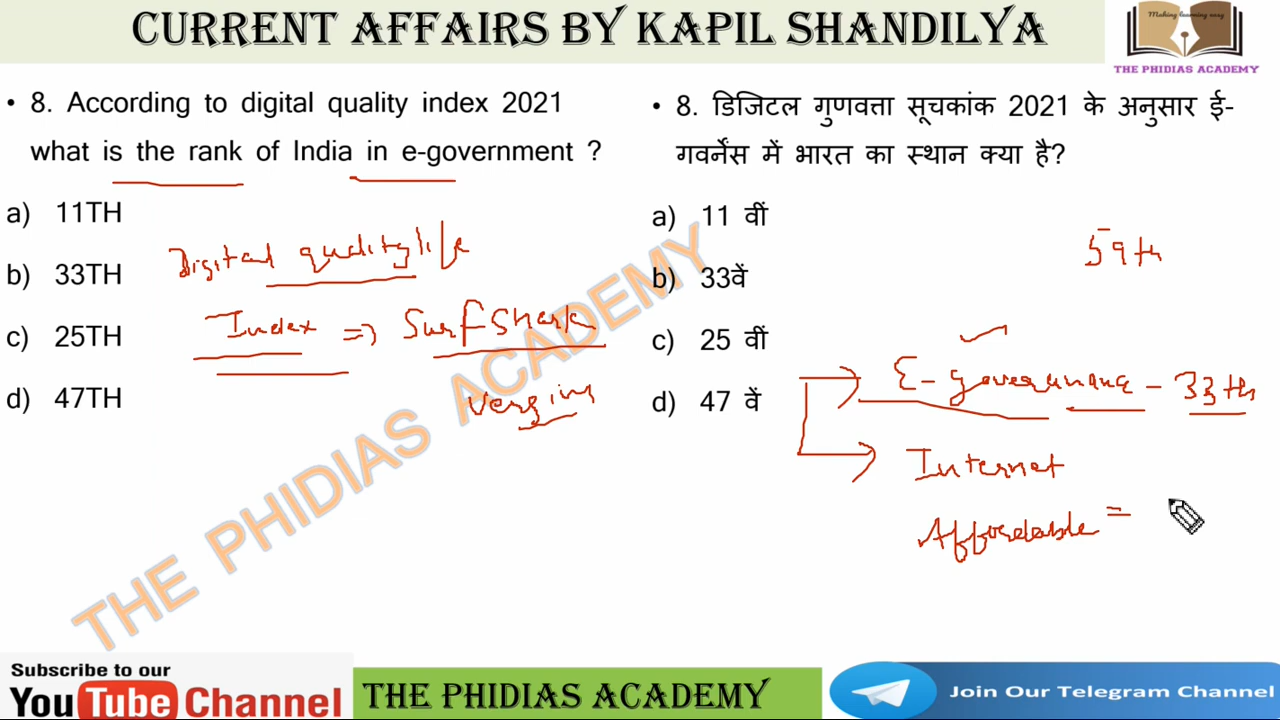 CURRENT AFFAIRS BY KAPIL SHANDILYA
Making learning easy
THE PHIDIAS ACADEMY
• 8. According to digital quality index 2021
what is the rank of India in e-government ?
a) 11TH
b) 33TH
c) 25TH
d) 47TH
Digital quality life
Index => Surfshark
• 8. डिजिटल गुणवत्ता सूचकांक 2021 के अनुसार ई-
गवर्नेंस में भारत का स्थान क्या है?
a) 11 वीं
b) 33वें
c) 25 वीं
d) 47 वें
59th
E-governance - 33th
Internet
Affordable =
THE PHIDIAS ACADEMY
Subscribe to our
YouTube Channel
THE PHIDIAS ACADEMY
Join Our Telegram Channel